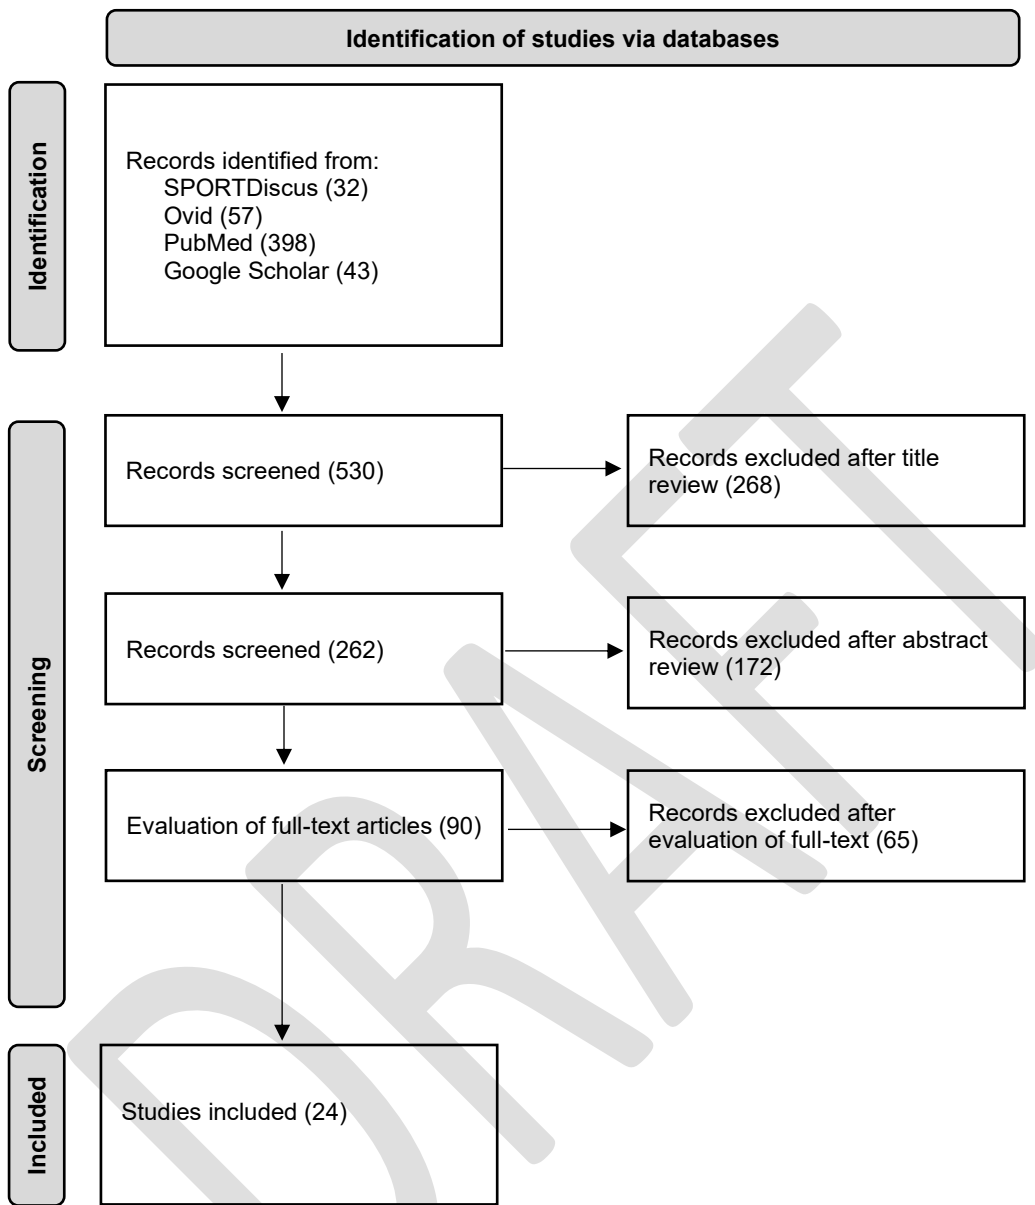 Identification of studies via databases
Identification
Records identified from:
SPORTDiscus (32)
Ovid (57)
PubMed (398)
Google Scholar (43)
Screening
Records screened (530)
Records excluded after title
review (268)
Records screened (262)
Records excluded after abstract
review (172)
Evaluation of full-text articles (90)
Records excluded after
evaluation of full-text (65)
Included
Studies included (24)
DRAFT